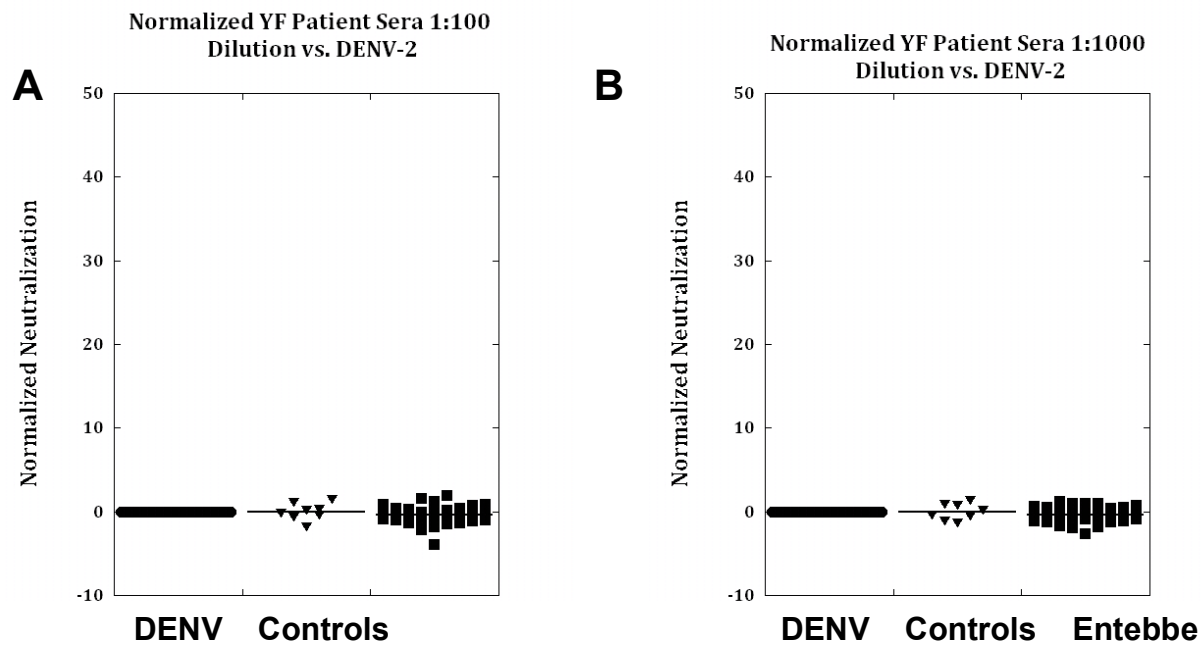 Normalized YF Patient Sera 1:100
Dilution vs. DENV-2
A
Normalized Neutralization
50
40
30
20
10
0
-10
DENV Controls
Normalized YF Patient Sera 1:1000
Dilution vs. DENV-2
B
Normalized Neutralization
50
40
30
20
10
0
-10
DENV Controls Entebbe